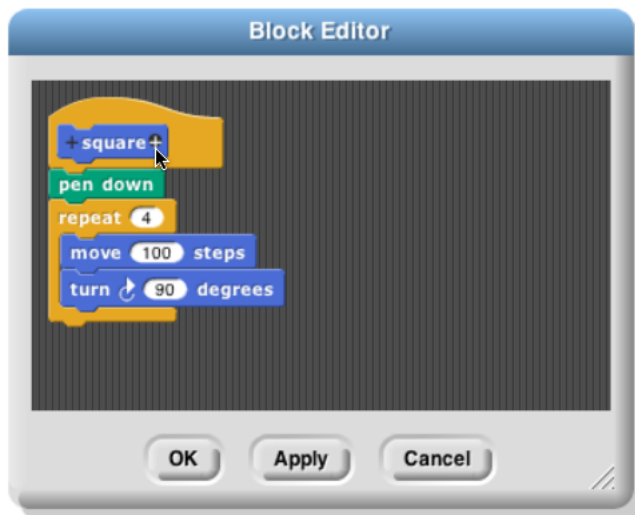 Block Editor
+ square +
pen down
repeat 4
move 100 steps
turn 90 degrees
OK Apply Cancel